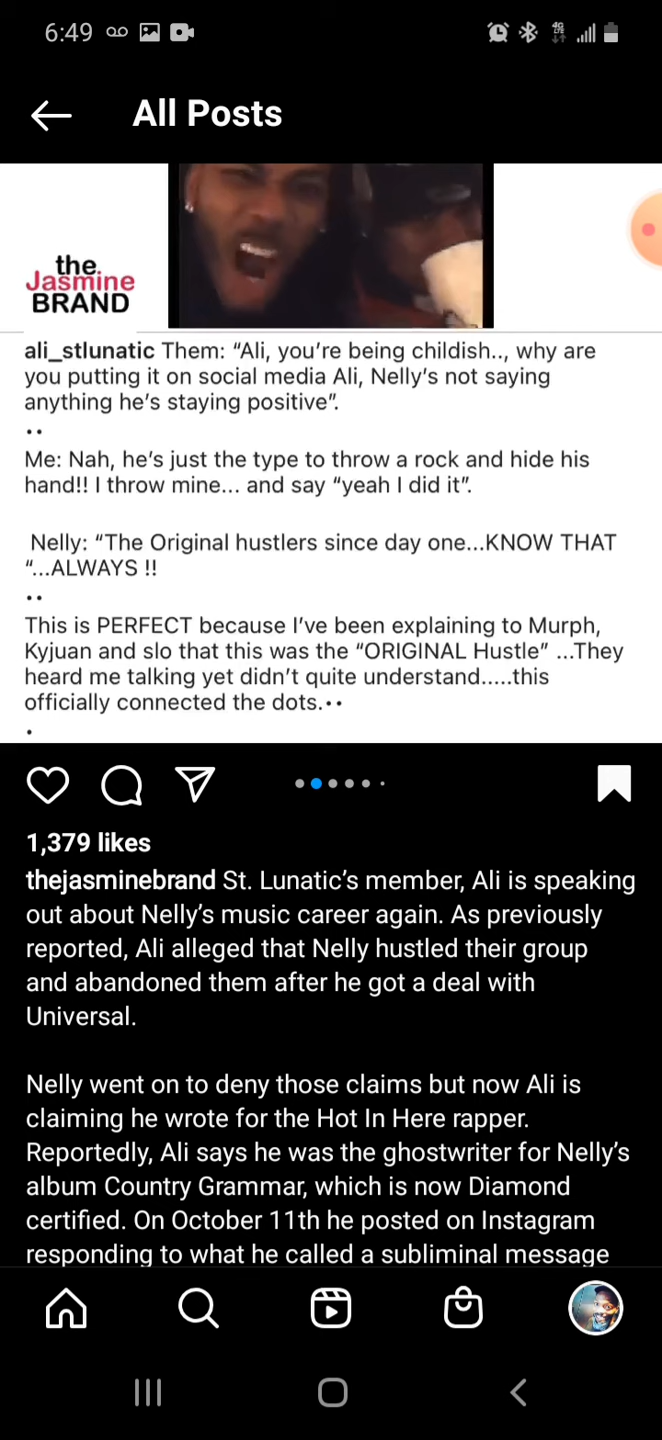 6:49
4G
LTE
All Posts
the
Jasmine
BRAND
ali_stlunatic Them: “Ali, you’re being childish.., why are
you putting it on social media Ali, Nelly’s not saying
anything he’s staying positive”.
••
Me: Nah, he’s just the type to throw a rock and hide his
hand!! I throw mine... and say “yeah I did it”.
Nelly: “The Original hustlers since day one...KNOW THAT
“...ALWAYS !!
••
This is PERFECT because I’ve been explaining to Murph,
Kyjuan and slo that this was the “ORIGINAL Hustle” ...They
heard me talking yet didn’t quite understand.....this
officially connected the dots.••
•
1,379 likes
thejasminebrand St. Lunatic’s member, Ali is speaking
out about Nelly’s music career again. As previously
reported, Ali alleged that Nelly hustled their group
and abandoned them after he got a deal with
Universal.
Nelly went on to deny those claims but now Ali is
claiming he wrote for the Hot In Here rapper.
Reportedly, Ali says he was the ghostwriter for Nelly’s
album Country Grammar, which is now Diamond
certified. On October 11th he posted on Instagram
responding to what he called a subliminal message